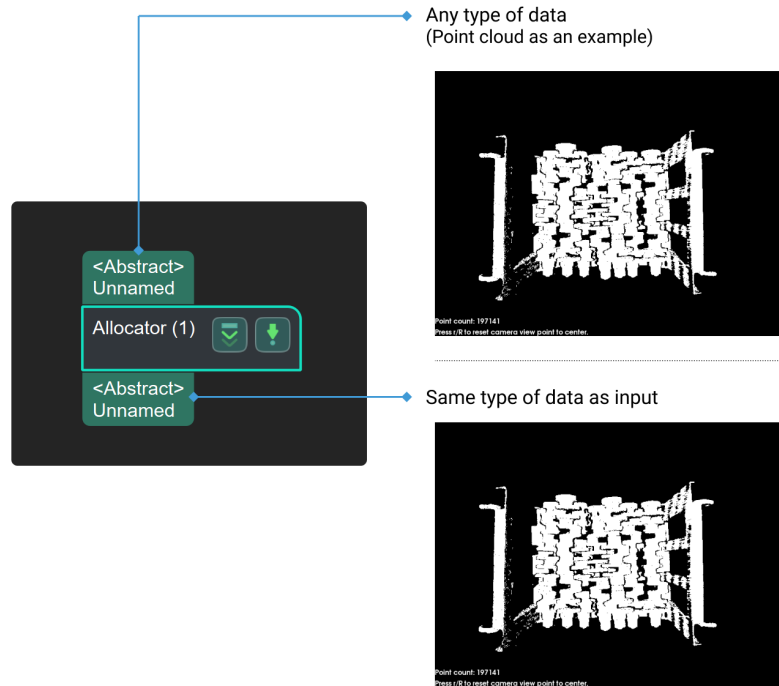 Any type of data
(Point cloud as an example)
<Abstract>
Unnamed
Allocator (1)
<Abstract>
Unnamed
Point count: 197141
Press r/R to reset camera view point to center.
Same type of data as input
Point count: 197141
Press r/R to reset camera view point to center.